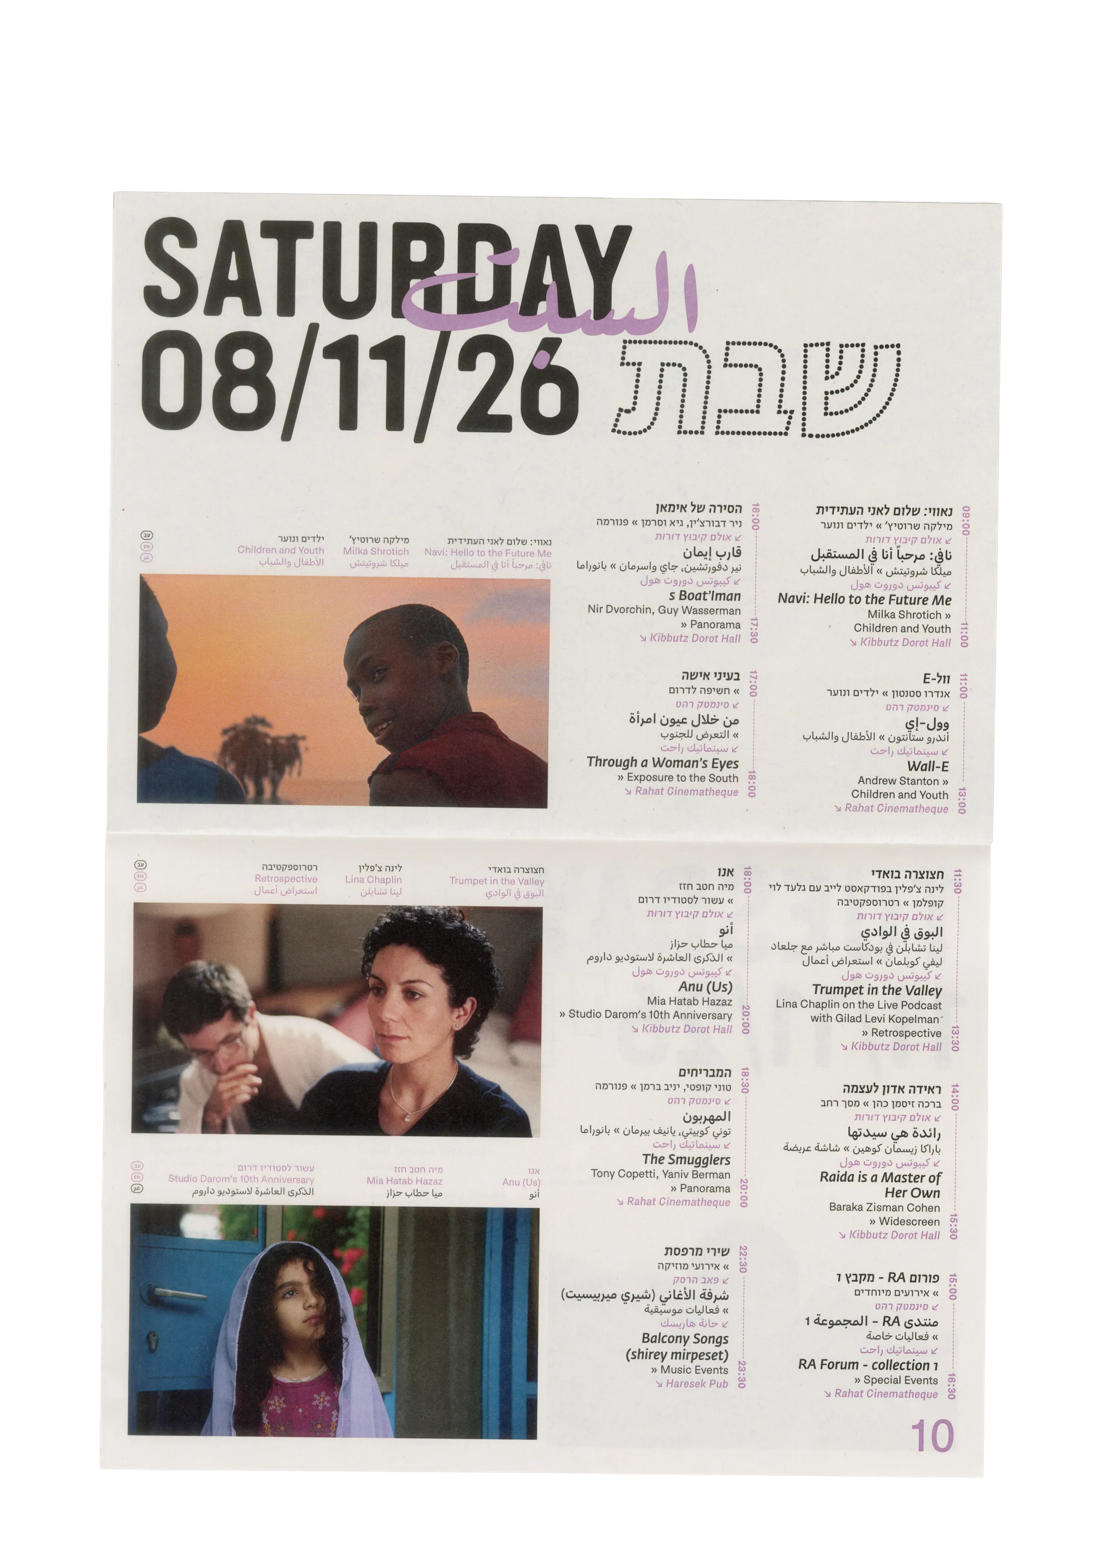 SATURDAY
السبت
08/11/26
שבת
נאווי: שלום לאני העתידית
מילקה שרוטיץ' » ילדים ונוער
↙ אולם קיבוץ דורות
ناڤي: مرحباً أنا في المستقبل
ميلكا شروتيتش » الأطفال والشباب
↙ كيبوتس دوروت هول
Navi: Hello to the Future Me
Milka Shrotich »
Children and Youth
↘ Kibbutz Dorot Hall
09:00
11:00
וול-E
אנדרו סטנטון » ילדים ונוער
↙ סינמטק רהט
وول-إي
أندرو ستانتون » الأطفال والشباب
↙ سينماتيك راحت
Wall-E
Andrew Stanton »
Children and Youth
↘ Rahat Cinematheque
11:00
13:00
הסירה של אימאן
ניר דבורצ'ין, גיא וסרמן » פנורמה
↙ אולם קיבוץ דורות
قارب إيمان
نير دفورتشين, جاي واسرمان » بانوراما
↙ كيبوتس دوروت هول
s Boat'Iman
Nir Dvorchin, Guy Wasserman
» Panorama
↘ Kibbutz Dorot Hall
16:00
17:30
בעיני אישה
» חשיפה לדרום
↙ סינמטק רהט
من خلال عيون امرأة
» التعرض للجنوب
↙ سينماتيك راحت
Through a Woman's Eyes
» Exposure to the South
↘ Rahat Cinematheque
17:00
18:00
נאווי: שלום לאני העתידית
Navi: Hello to the Future Me
ناڤي: مرحباً أنا في المستقبل
מילקה שרוטיץ'
Milka Shrotich
ميلكا شروتيتش
ילדים ונוער
Children and Youth
الأطفال والشباب
עב
EN
عر
חצוצרה בואדי
לינה צ'פלין בפודקאסט לייב עם גלעד לוי
קופלמן » רטרוספקטיבה
↙ אולם קיבוץ דורות
البوق في الوادي
لينا تشابلن في بودكاست مباشر مع جلعاد
ليفي كوبلمان » استعراض أعمال
↙ كيبوتس دوروت هول
Trumpet in the Valley
Lina Chaplin on the Live Podcast
with Gilad Levi Kopelman
» Retrospective
↘ Kibbutz Dorot Hall
11:30
13:30
ראידה אדון לעצמה
ברכה זיסמן כהן » מסך רחב
↙ אולם קיבוץ דורות
رائدة هي سيدتها
باراكا زيسمان كوهين » شاشة عريضة
↙ كيبوتس دوروت هول
Raida is a Master of
Her Own
Baraka Zisman Cohen
» Widescreen
↘ Kibbutz Dorot Hall
14:00
15:30
פורום RA - מקבץ 1
» אירועים מיוחדים
↙ סינמטק רהט
منتدى RA - المجموعة 1
» فعاليات خاصة
↙ سينماتيك راحت
RA Forum - collection 1
» Special Events
↘ Rahat Cinematheque
15:00
16:30
אנו
מיה חטב חזז
» עשור לסטודיו דרום
↙ אולם קיבוץ דורות
أنو
ميا حطاب حزاز
» الذكرى العاشرة لاستوديو داروم
↙ كيبوتس دوروت هول
Anu (Us)
Mia Hatab Hazaz
» Studio Darom's 10th Anniversary
↘ Kibbutz Dorot Hall
18:00
20:00
המבריחים
טוני קופטי, יניב ברמן » פנורמה
↙ סינמטק רהט
المهربون
توني كوبيتي, يانيف بيرمان » بانوراما
↙ سينماتيك راحت
The Smugglers
Tony Copetti, Yaniv Berman
» Panorama
↘ Rahat Cinematheque
18:30
20:00
שירי מרפסת
» אירועי מוזיקה
↙ פאב הרסק
شرفة الأغاني (شيري ميربيسيت)
» فعاليات موسيقية
↙ حانة هاريسك
Balcony Songs
(shirey mirpeset)
» Music Events
↘ Haresek Pub
22:30
23:30
חצוצרה בואדי
Trumpet in the Valley
البوق في الوادي
לינה צ'פלין
Lina Chaplin
لينا تشابلن
רטרוספקטיבה
Retrospective
استعراض أعمال
עב
EN
عر
אנו
Anu (Us)
أنو
מיה חטב חזז
Mia Hatab Hazaz
ميا حطاب حزاز
עשור לסטודיו דרום
Studio Darom's 10th Anniversary
الذكرى العاشرة لاستوديو داروم
עב
EN
عر
10